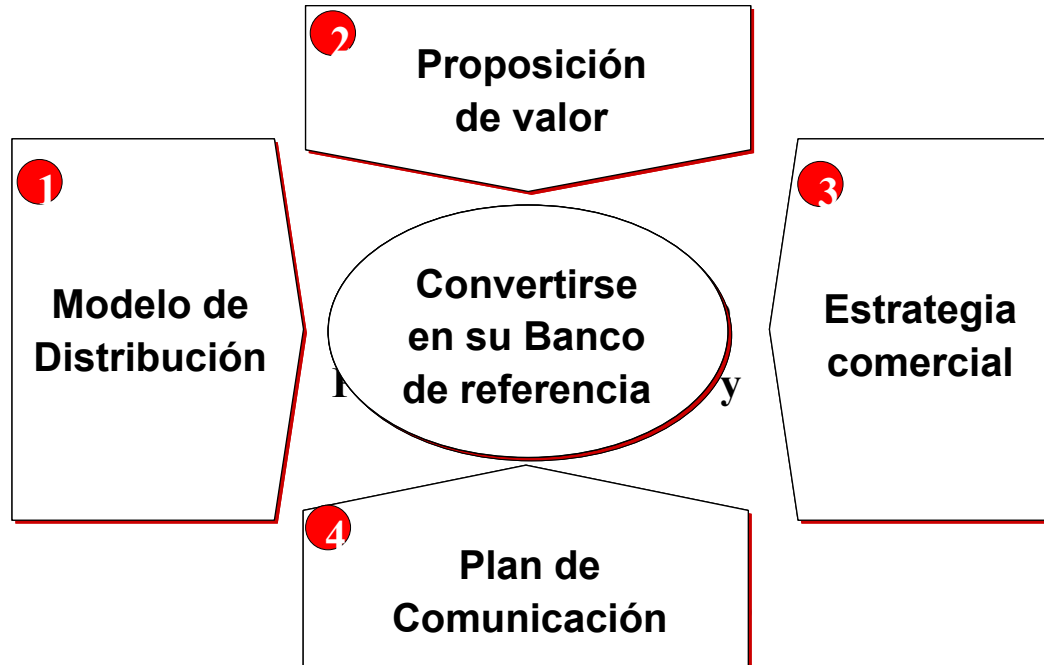 2
Proposición
de valor
1
Modelo de
Distribución
Convertirse
en su Banco
de referencia
y
3
Estrategia
comercial
4
Plan de
Comunicación